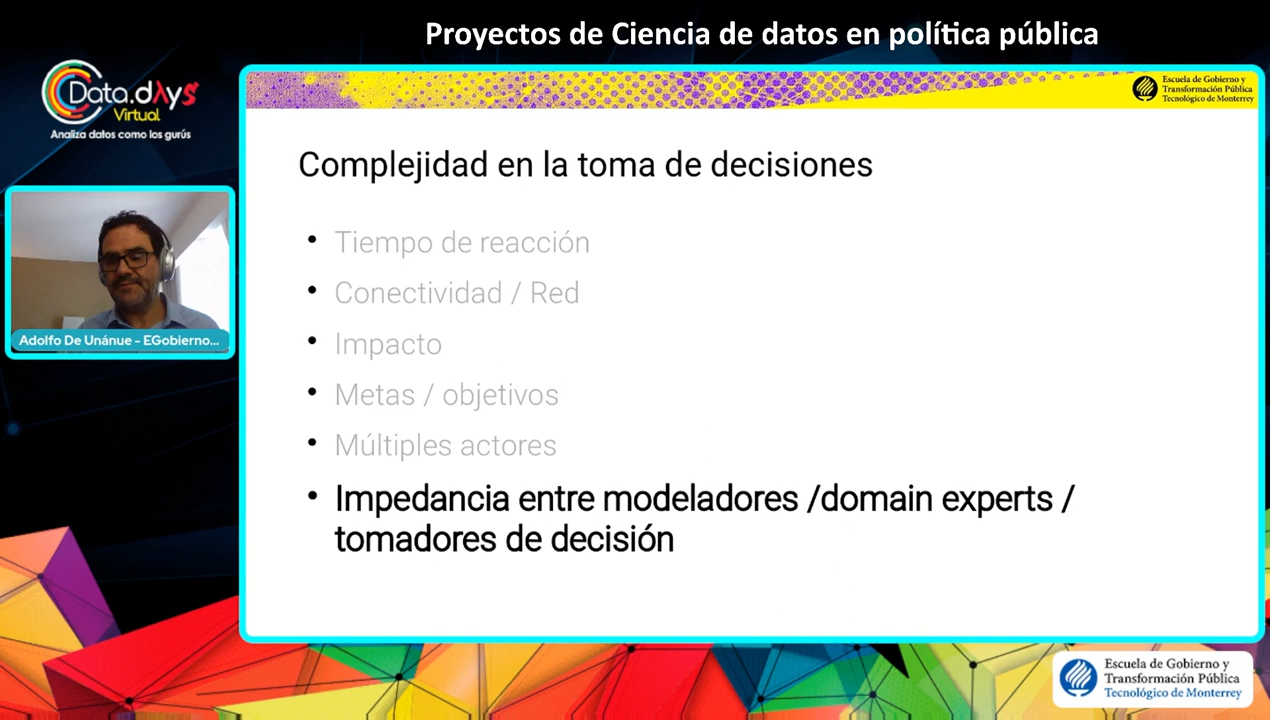 Proyectos de Ciencia de datos en política pública
Data.dAys
Virtual
Analiza datos como los gurús
Escuela de Gobierno y
Transformación Pública
Tecnológico de Monterrey
Complejidad en la toma de decisiones
Tiempo de reacción
Conectividad / Red
Impacto
Metas / objetivos
Múltiples actores
Impedancia entre modeladores /domain experts /
tomadores de decisión
Adolfo De Unánue - EGobierno...
Escuela de Gobierno y
Transformación Pública
Tecnológico de Monterrey